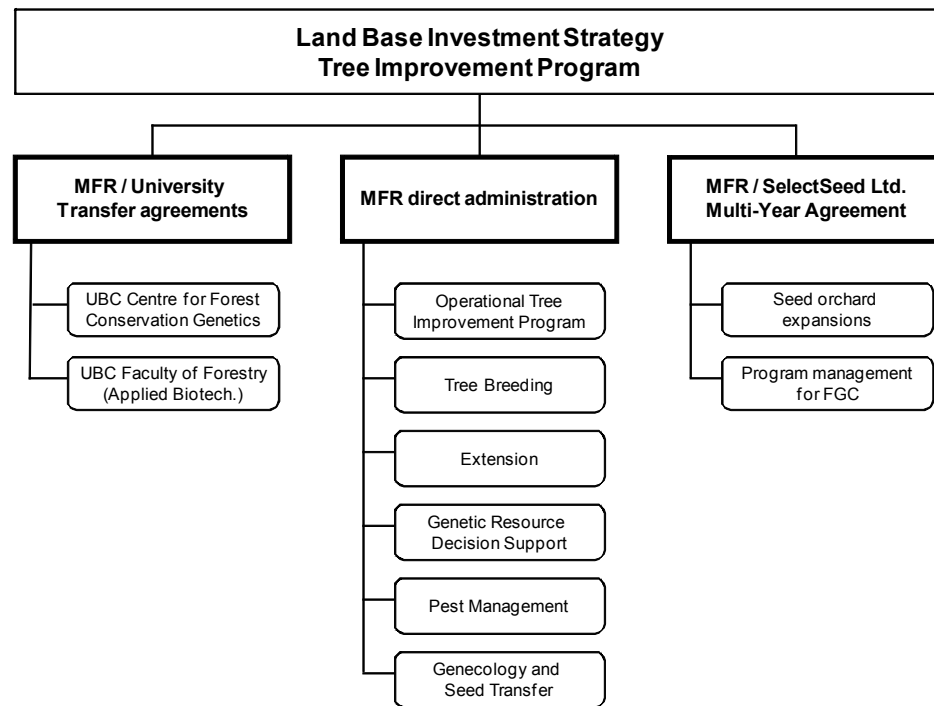 Land Base Investment Strategy
Tree Improvement Program
MFR / University
Transfer agreements
UBC Centre for Forest
Conservation Genetics
UBC Faculty of Forestry
(Applied Biotech.)
MFR direct administration
Operational Tree
Improvement Program
Tree Breeding
Extension
Genetic Resource
Decision Support
Pest Management
Genecology and
Seed Transfer
MFR / SelectSeed Ltd.
Multi-Year Agreement
Seed orchard
expansions
Program management
for FGC